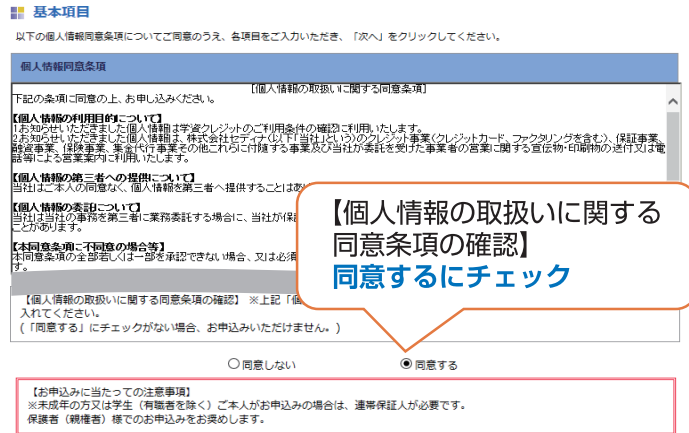 基本項目
以下の個人情報同意条項についてご同意のうえ、各項目をご入力いただき、「次へ」をクリックしてください。
個人情報同意条項
[個人情報の取扱いに関する同意条項]
下記の条項に同意の上、お申し込みください。
【個人情報の利用目的について】
1.お知らせいただきました個人情報は学資クレジットのご利用条件の確認に利用いたします。
2.お知らせいただきました個人情報は、株式会社セディナ(以下「当社」という)のクレジット事業(クレジットカード、ファクタリングを含む)、保証事業、
融資事業、保険事業、集金代行事業その他これらに付随する事業及び当社が委託を受けた事業者の営業に関する宣伝物・印刷物の送付又は電
話等による営業案内に利用いたします。
【個人情報の第三者への提供について】
当社はご本人の同意なく、個人情報を第三者へ提供することはあ
【個人情報の委託について】
当社は当社の事務を第三者に業務委託する場合に、当社が保
ことがあります。
【本同意条項に不同意の場合等】
本同意条項の全部若しくは一部を承認できない場合、又は必須
す。
【個人情報の取扱いに関する
同意条項の確認】
同意するにチェック
【個人情報の取扱いに関する同意条項の確認】 ※上記「個
入れてください。
(「同意する」にチェックがない場合、お申込みいただけません。)
同意しない 同意する
【お申込みに当たっての注意事項】
※未成年の方又は学生（有職者を除く）ご本人がお申込みの場合は、連帯保証人が必要です。
保護者（親権者）様でのお申込みをお奨めします。